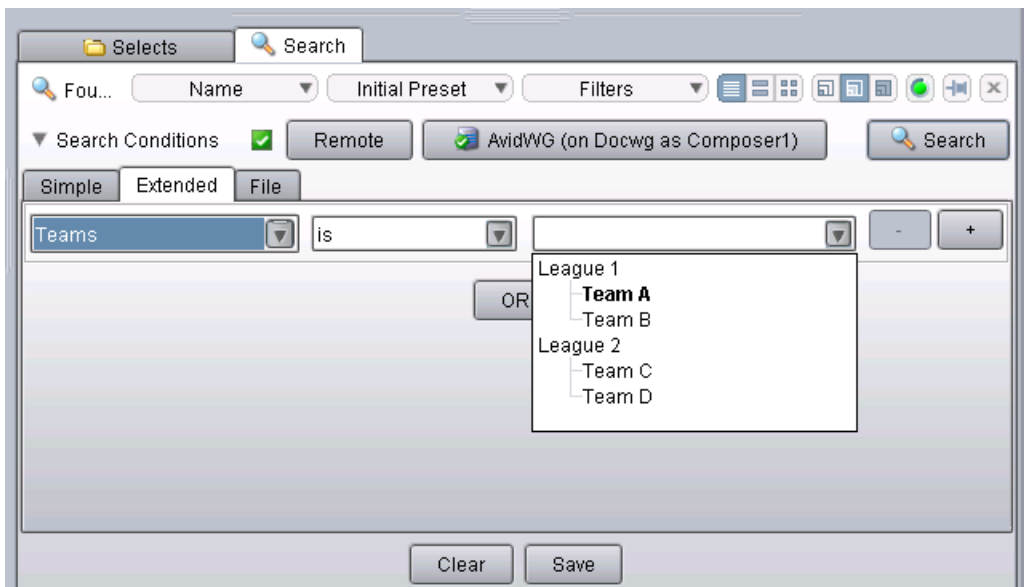 Selects Search
Fou... Name Initial Preset Filters
Search Conditions Remote AvidWG (on Docwg as Composer1) Search
Simple Extended File
Teams is - +
League 1
Team A
OR
Team B
League 2
Team C
Team D
Clear Save